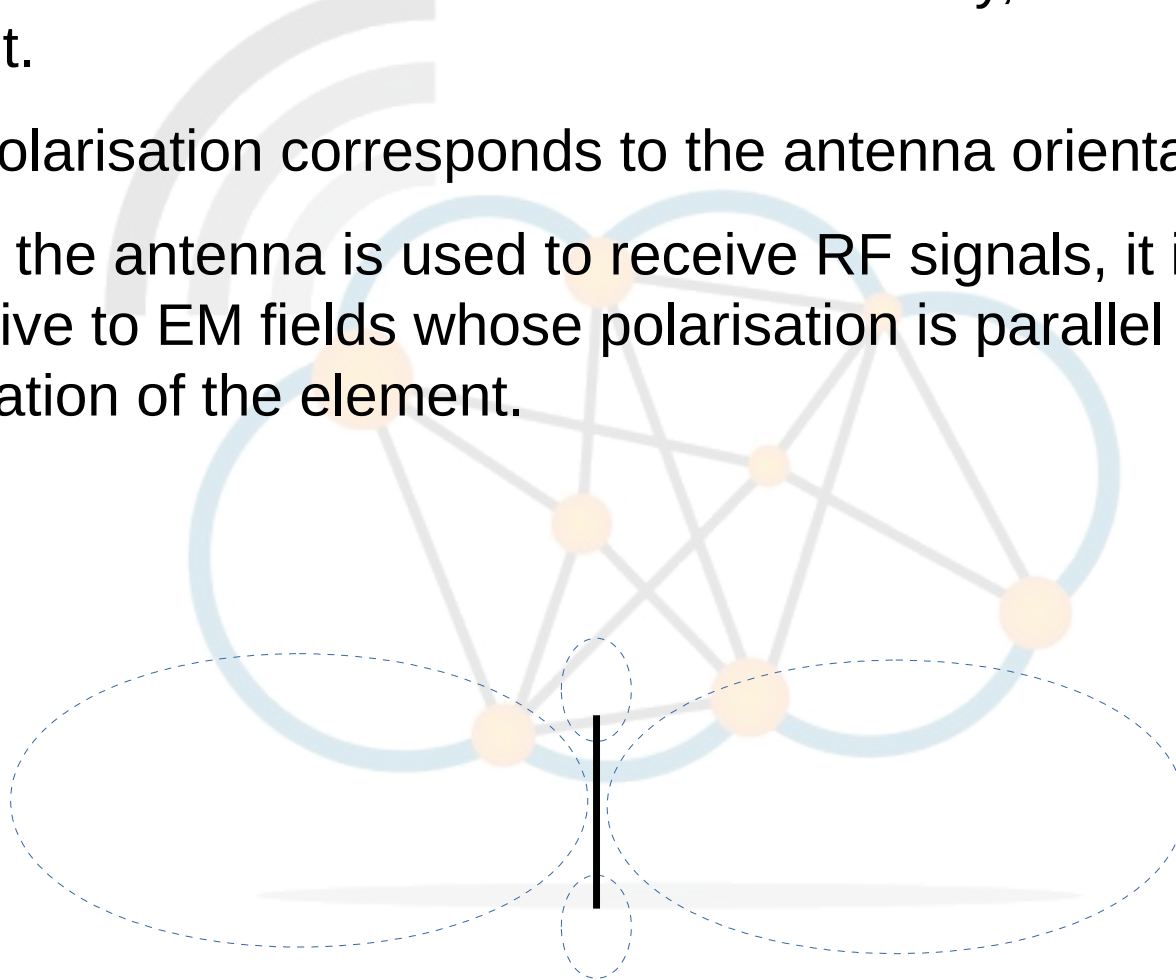 t.
olarisation corresponds to the antenna orienta
the antenna is used to receive RF signals, it i
ive to EM fields whose polarisation is parallel
ation of the element.